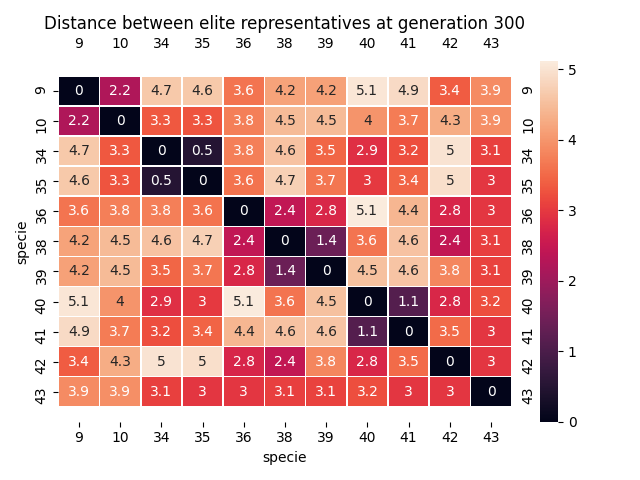 Distance between elite representatives at generation 300
9 10 34 35 36 38 39 40 41 42 43
9 0 2.2 4.7 4.6 3.6 4.2 4.2 5.1 4.9 3.4 3.9 9
10 2.2 0 3.3 3.3 3.8 4.5 4.5 4 3.7 4.3 3.9 10
34 4.7 3.3 0 0.5 3.8 4.6 3.5 2.9 3.2 5 3.1 34
35 4.6 3.3 0.5 0 3.6 4.7 3.7 3 3.4 5 3 35
36 3.6 3.8 3.8 3.6 0 2.4 2.8 5.1 4.4 2.8 3 36
38 4.2 4.5 4.6 4.7 2.4 0 1.4 3.6 4.6 2.4 3.1 38
39 4.2 4.5 3.5 3.7 2.8 1.4 0 4.5 4.6 3.8 3.1 39
40 5.1 4 2.9 3 5.1 3.6 4.5 0 1.1 2.8 3.2 40
41 4.9 3.7 3.2 3.4 4.4 4.6 4.6 1.1 0 3.5 3 41
42 3.4 4.3 5 5 2.8 2.4 3.8 2.8 3.5 0 3 42
43 3.9 3.9 3.1 3 3 3.1 3.1 3.2 3 3 0 43
9 10 34 35 36 38 39 40 41 42 43
specie
specie
5
4
3
2
1
0